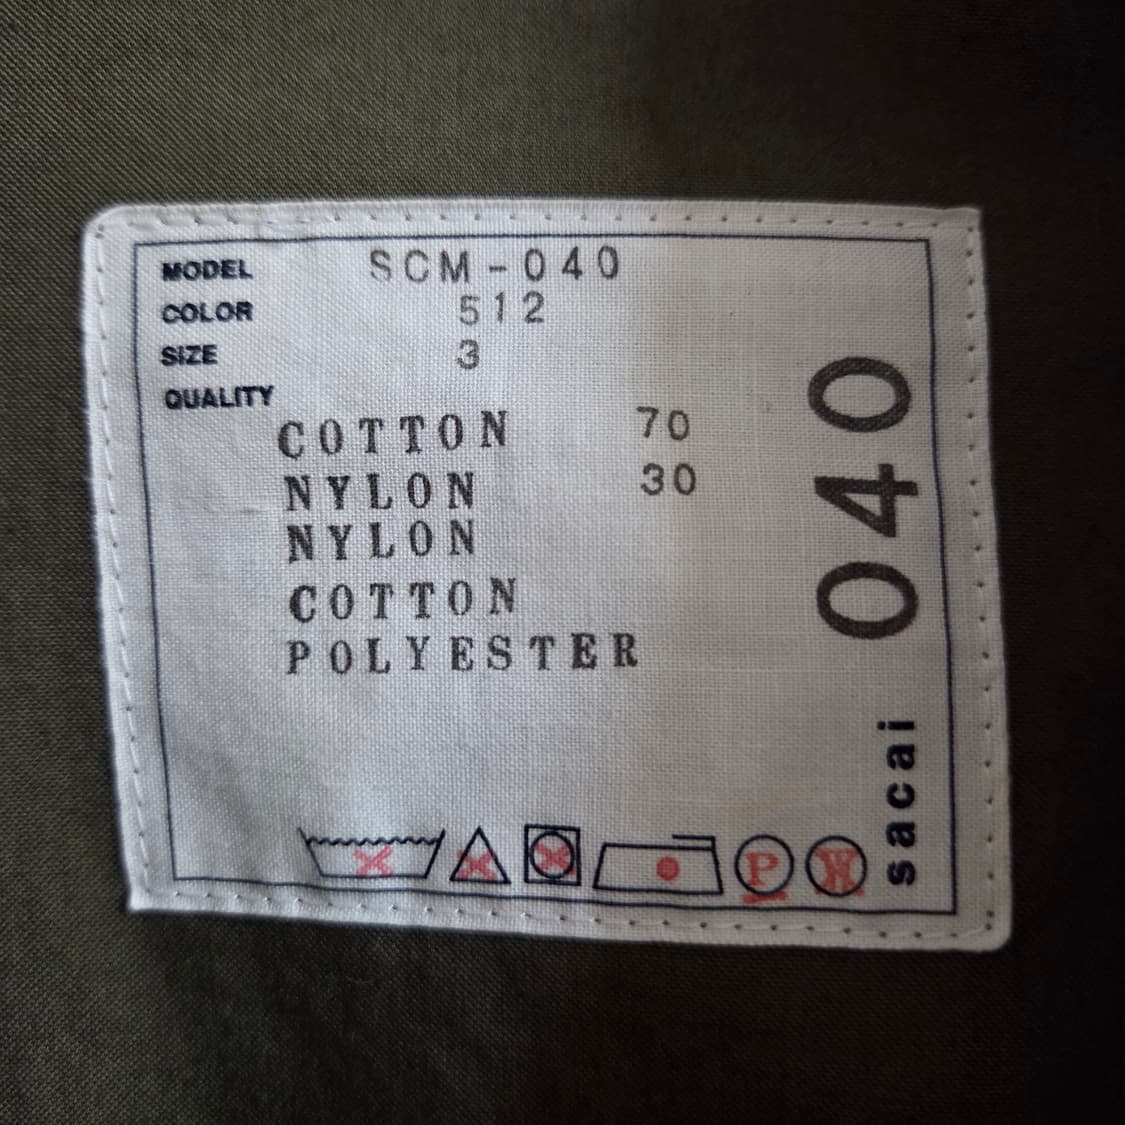 MODEL SCM-040
COLOR 512
SIZE 3
QUALITY
COTTON 70
NYLON 30
NYLON
COTTON
POLYESTER
P W
sacai 040